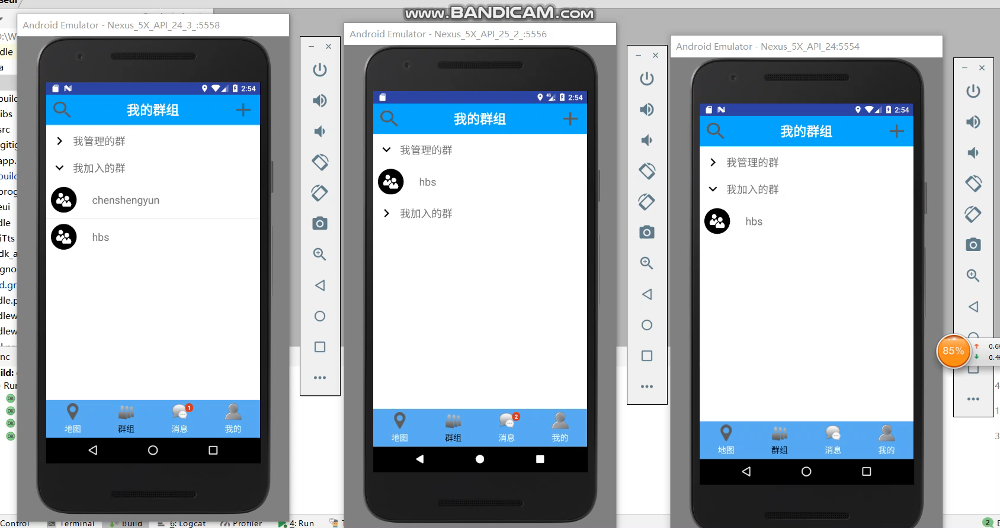 www.BANDICAM.com
Android Emulator - Nexus_5X_API_24_3_:5558
2:54
我的群组
我管理的群
我加入的群
chenshengyun
hbs
1
地图
群组
消息
我的
Android Emulator - Nexus_5X_API_25_2_:5556
2:54
我的群组
我管理的群
hbs
我加入的群
2
地图
群组
消息
我的
Android Emulator - Nexus_5X_API_24:5554
2:54
我的群组
我管理的群
我加入的群
hbs
地图
群组
消息
我的
85%
OK
OK
OK
OK
Control
Terminal
Build
6: Logcat
Profiler
4: Run
2